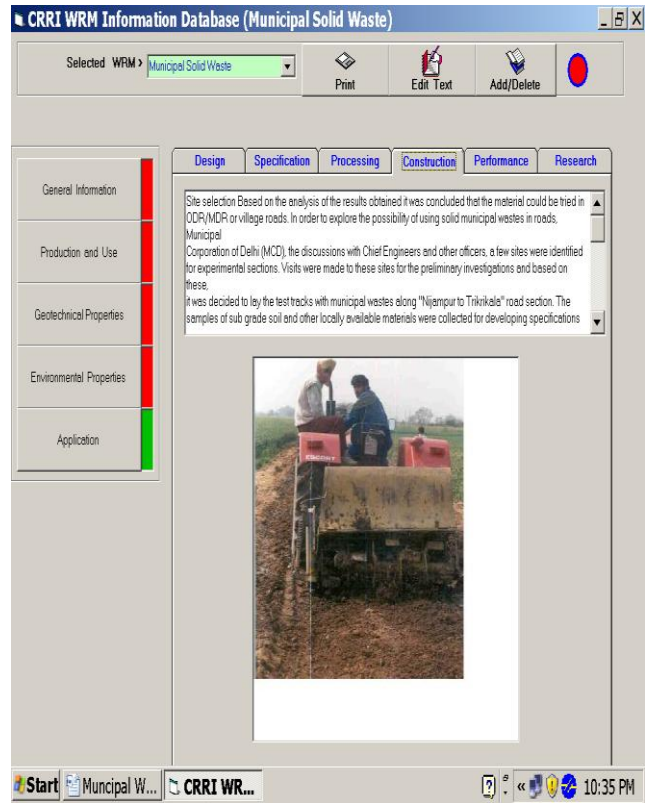 CRRI WRM Information Database (Municipal Solid Waste)
Selected WRM > Municipal Solid Waste
Print
Edit Text
Add/Delete
General Information
Production and Use
Geotechnical Properties
Environmental Properties
Application
Design Specification Processing Construction Performance Research
Site selection Based on the analysis of the results obtained it was concluded that the material could be tried in
ODR/MDR or village roads. In order to explore the possibility of using solid municipal wastes in roads,
Municipal
Corporation of Delhi (MCD), the discussions with Chief Engineers and other officers, a few sites were identified
for experimental sections. Visits were made to these sites for the preliminary investigations and based on
these,
it was decided to lay the test tracks with municipal wastes along "Nijampur to Trikrikala" road section. The
samples of sub grade soil and other locally available materials were collected for developing specifications
ESCORT
Start Muncipal W... CRRI WR... 10:35 PM